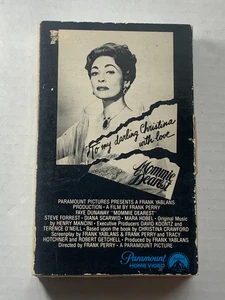 "To my darling Christina
with love..."
Mommie
Dearest
PARAMOUNT PICTURES PRESENTS A FRANK YABLANS
PRODUCTION • A FILM BY FRANK PERRY
FAYE DUNAWAY "MOMMIE DEAREST"
STEVE FORREST • DIANA SCARWID • MARA HOBEL • Original Music
by HENRY MANCINI • Executive Producers DAVID KOONTZ and
TERENCE O'NEILL • Based upon the book by CHRISTINA CRAWFORD
Screenplay by FRANK YABLANS & FRANK PERRY and TRACY
HOTCHNER and ROBERT GETCHELL • Produced by FRANK YABLANS
Directed by FRANK PERRY • A PARAMOUNT PICTURE
Paramount
HOME VIDEO